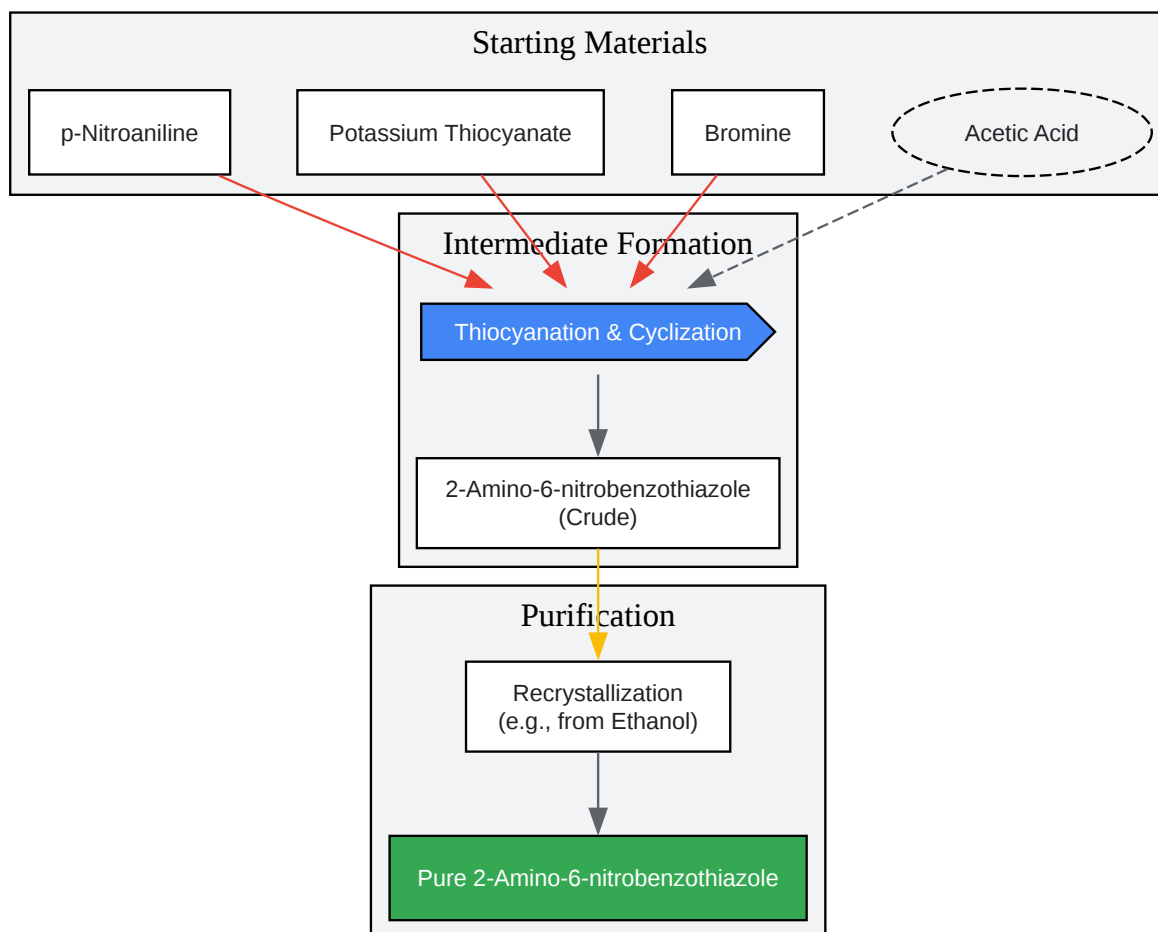 Starting Materials
p-Nitroaniline
Potassium Thiocyanate
Bromine
Acetic Acid
Intermediate Formation
Thiocyanation & Cyclization
2-Amino-6-nitrobenzothiazole
(Crude)
Purification
Recrystallization
(e.g., from Ethanol)
Pure 2-Amino-6-nitrobenzothiazole